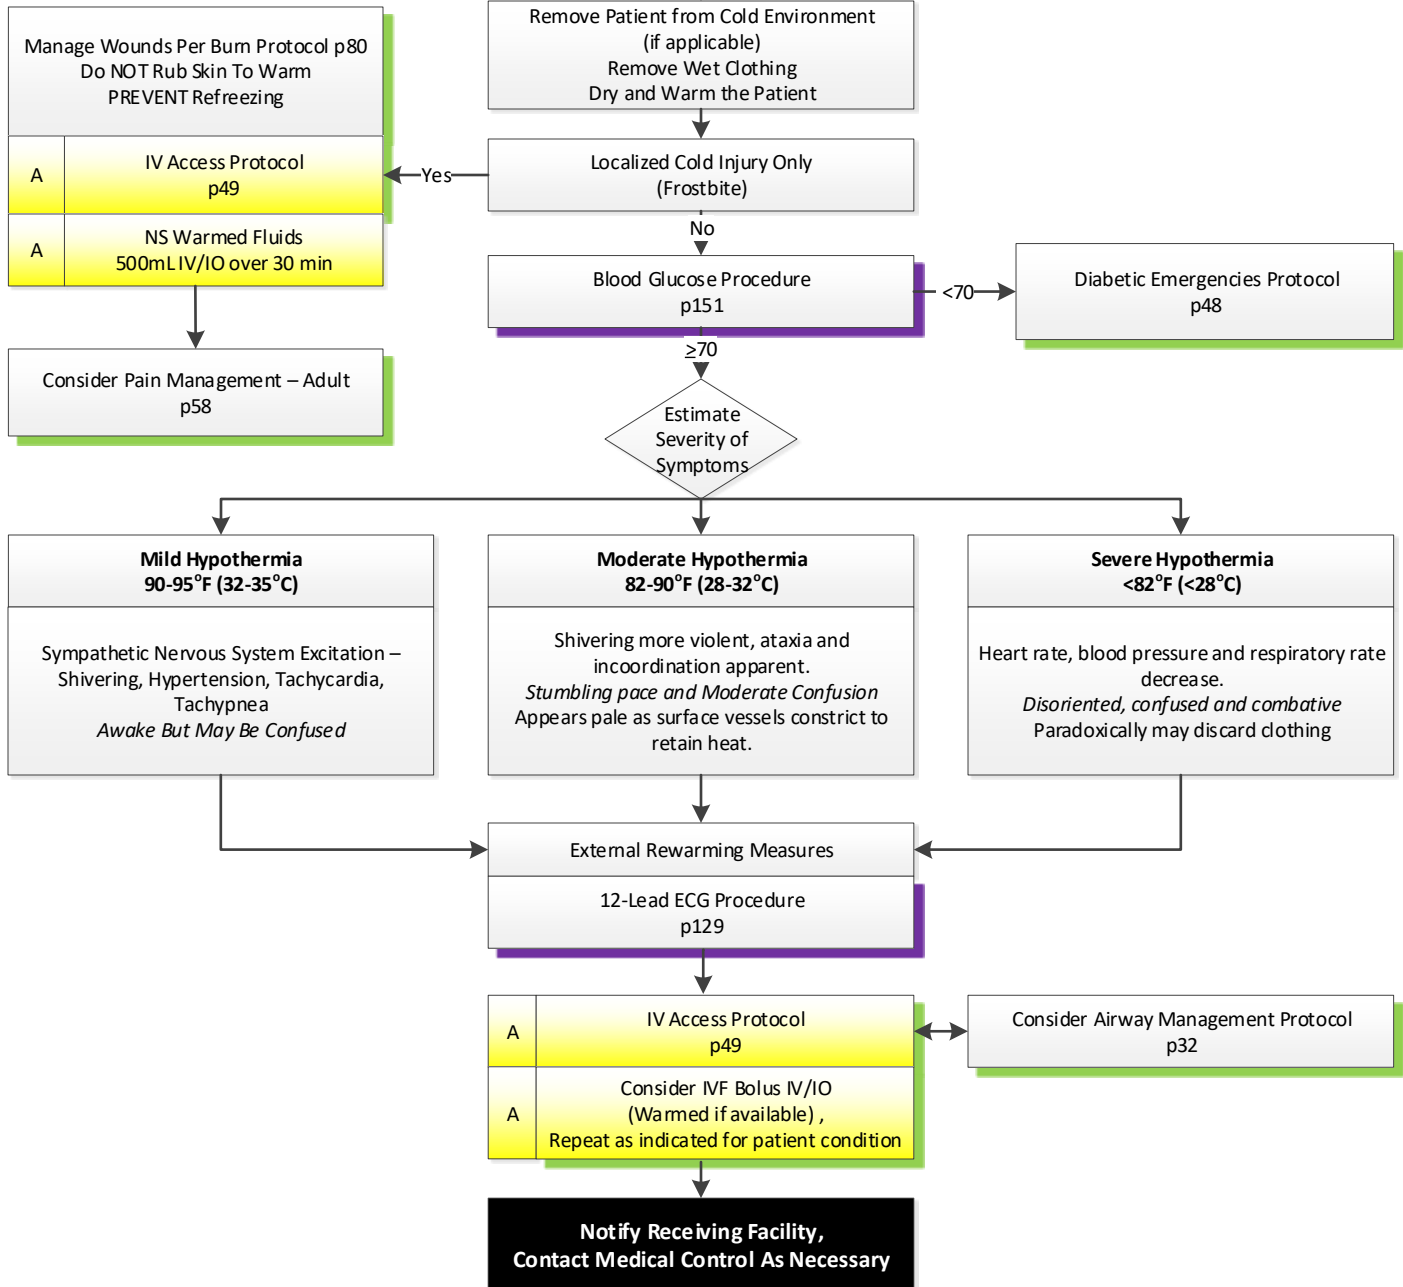 Remove Patient from Cold Environment
(if applicable)
Remove Wet Clothing
Dry and Warm the Patient
Manage Wounds Per Burn Protocol p80
Do NOT Rub Skin To Warm
PREVENT Refreezing
A
IV Access Protocol
p49
A
NS Warmed Fluids
500mL IV/IO over 30 min
Consider Pain Management – Adult
p58
Yes
Localized Cold Injury Only
(Frostbite)
No
Blood Glucose Procedure
p151
<70
Diabetic Emergencies Protocol
p48
≥70
Estimate
Severity of
Symptoms
Mild Hypothermia
90-95°F (32-35°C)
Sympathetic Nervous System Excitation –
Shivering, Hypertension, Tachycardia,
Tachypnea
Awake But May Be Confused
Moderate Hypothermia
82-90°F (28-32°C)
Shivering more violent, ataxia and
incoordination apparent.
Stumbling pace and Moderate Confusion
Appears pale as surface vessels constrict to
retain heat.
Severe Hypothermia
<82°F (<28°C)
Heart rate, blood pressure and respiratory rate
decrease.
Disoriented, confused and combative
Paradoxically may discard clothing
External Rewarming Measures
12-Lead ECG Procedure
p129
A
IV Access Protocol
p49
Consider Airway Management Protocol
p32
A
Consider IVF Bolus IV/IO
(Warmed if available) ,
Repeat as indicated for patient condition
Notify Receiving Facility,
Contact Medical Control As Necessary